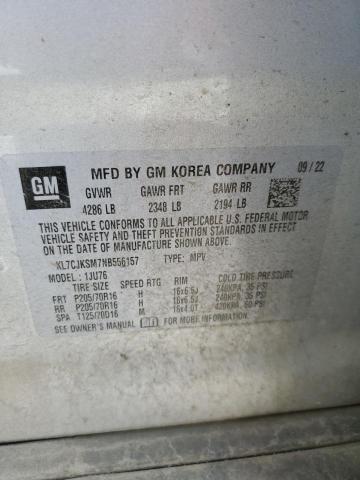 GM
MFD BY GM KOREA COMPANY 09/22
GVWR GAWR FRT GAWR RR
4286 LB 2348 LB 2194 LB
THIS VEHICLE CONFORMS TO ALL APPLICABLE U.S. FEDERAL MOTOR
VEHICLE SAFETY AND THEFT PREVENTION STANDARDS IN EFFECT ON
THE DATE OF MANUFACTURE SHOWN ABOVE.
KL7CJKSM7NB556157 TYPE: MPV
MODEL: 1JU76
TIRE SIZE SPEED RTG RIM COLD TIRE PRESSURE
FRT P205/70R16 H 16x6.5J 240KPA, 35 PSI
RR P205/70R16 H 16x6.5J 240KPA, 35 PSI
SPA T125/70D16 M 16x4.0T 420KPA, 60 PSI
SEE OWNER'S MANUAL FOR ADDITIONAL INFORMATION.